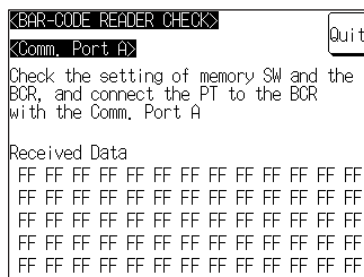 <BAR-CODE READER CHECK>
Quit
<Comm. Port A>
Check the setting of memory SW and the
BCR, and connect the PT to the BCR
with the Comm. Port A
Received Data
FF FF FF FF FF FF FF FF FF FF FF FF FF
FF FF FF FF FF FF FF FF FF FF FF FF FF
FF FF FF FF FF FF FF FF FF FF FF FF FF
FF FF FF FF FF FF FF FF FF FF FF FF FF
FF FF FF FF FF FF FF FF FF FF FF FF FF